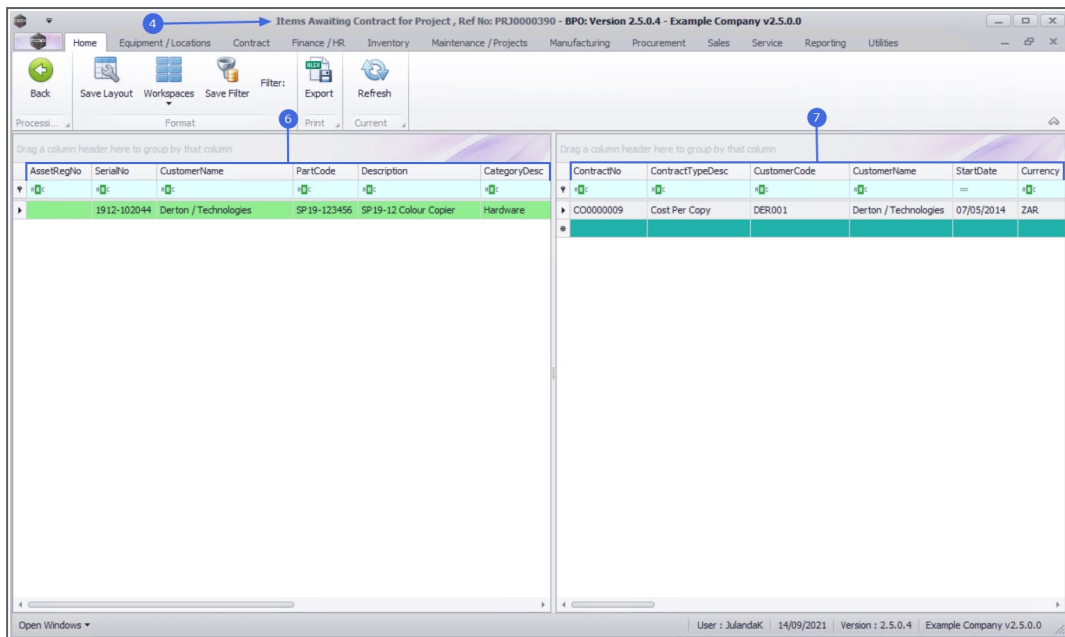 4
Items Awaiting Contract for Project , Ref No: PRJ0000390 - BPO: Version 2.5.0.4 - Example Company v2.5.0.0
Home Equipment / Locations Contract Finance / HR Inventory Maintenance / Projects Manufacturing Procurement Sales Service Reporting Utilities
Back Save Layout Workspaces Save Filter Filter: Export Refresh
Processi... Format Print Current
6 7
Drag a column header here to group by that column
AssetRegNo SerialNo CustomerName PartCode Description CategoryDesc
1912-102044 Derton / Technologies SP19-123456 SP19-12 Colour Copier Hardware
Drag a column header here to group by that column
ContractNo ContractTypeDesc CustomerCode CustomerName StartDate Currency
=
CO0000009 Cost Per Copy DER001 Derton / Technologies 07/05/2014 ZAR
Open Windows User : JulandaK 14/09/2021 Version : 2.5.0.4 Example Company v2.5.0.0